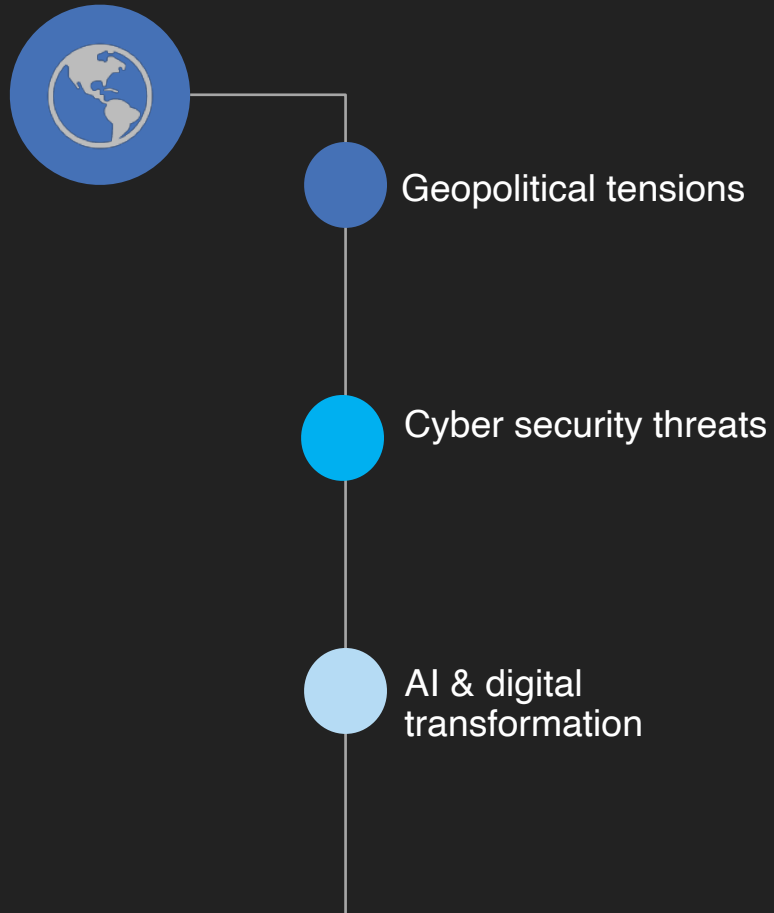 Geopolitical tensions
Cyber security threats
AI & digital
transformation